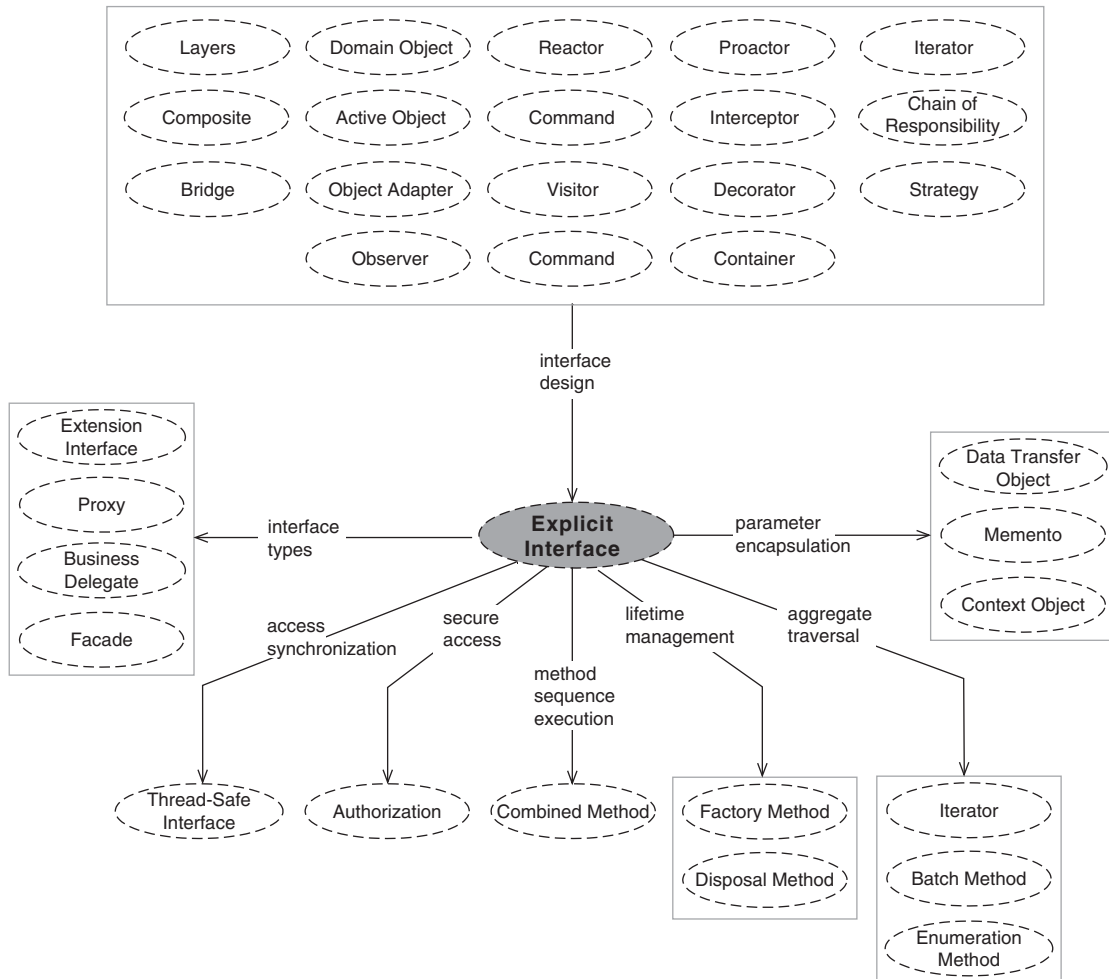 Layers
Domain Object
Reactor
Proactor
Iterator
Composite
Active Object
Command
Interceptor
Chain of
Responsibility
Bridge
Object Adapter
Visitor
Decorator
Strategy
Observer
Command
Container
interface
design
Extension
Interface
Proxy
Business
Delegate
Facade
interface
types
Explicit
Interface
parameter
encapsulation
Data Transfer
Object
Memento
Context Object
access
synchronization
secure
access
method
sequence
execution
lifetime
management
aggregate
traversal
Thread-Safe
Interface
Authorization
Combined Method
Factory Method
Disposal Method
Iterator
Batch Method
Enumeration
Method